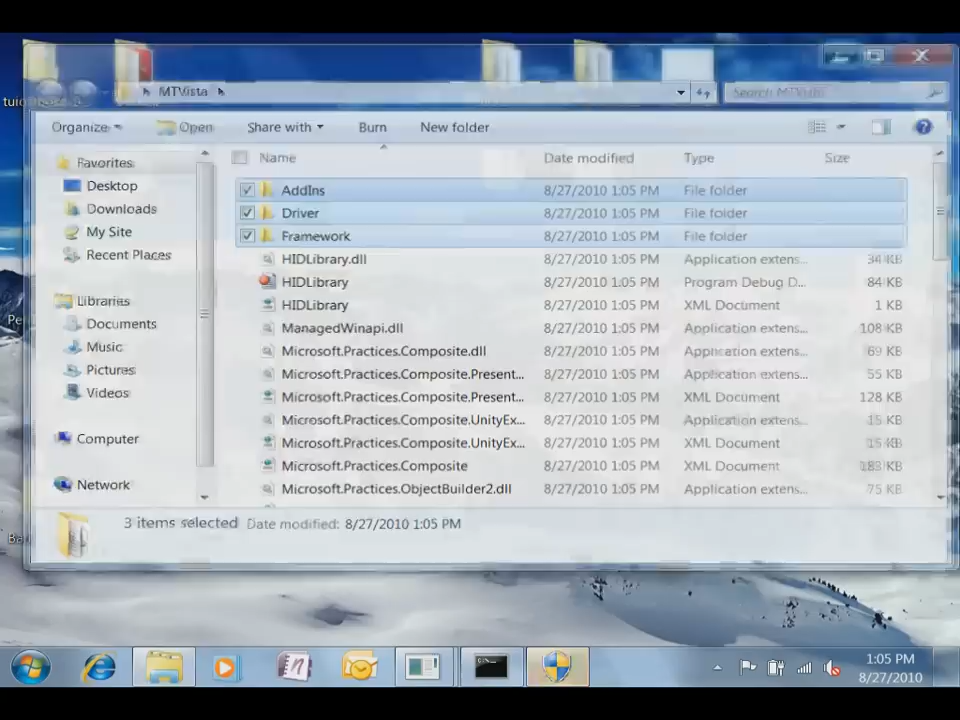 tuio
MTVista
Search MTVista
Organize
Open
Share with
Burn
New folder
Name Date modified Type Size
Favorites
Desktop
Downloads
My Site
Recent Places
Libraries
Documents
Music
Pictures
Videos
Computer
Network
AddIns 8/27/2010 1:05 PM File folder
Driver 8/27/2010 1:05 PM File folder
Framework 8/27/2010 1:05 PM File folder
HIDLibrary.dll 8/27/2010 1:05 PM Application extens... 34 KB
HIDLibrary 8/27/2010 1:05 PM Program Debug D... 84 KB
HIDLibrary 8/27/2010 1:05 PM XML Document 1 KB
ManagedWinapi.dll 8/27/2010 1:05 PM Application extens... 108 KB
Microsoft.Practices.Composite.dll 8/27/2010 1:05 PM Application extens... 69 KB
Microsoft.Practices.Composite.Present... 8/27/2010 1:05 PM Application extens... 55 KB
Microsoft.Practices.Composite.Present... 8/27/2010 1:05 PM XML Document 128 KB
Microsoft.Practices.Composite.UnityEx... 8/27/2010 1:05 PM Application extens... 15 KB
Microsoft.Practices.Composite.UnityEx... 8/27/2010 1:05 PM XML Document 15 KB
Microsoft.Practices.Composite 8/27/2010 1:05 PM XML Document 183 KB
Microsoft.Practices.ObjectBuilder2.dll 8/27/2010 1:05 PM Application extens... 75 KB
3 items selected Date modified: 8/27/2010 1:05 PM
1:05 PM
8/27/2010